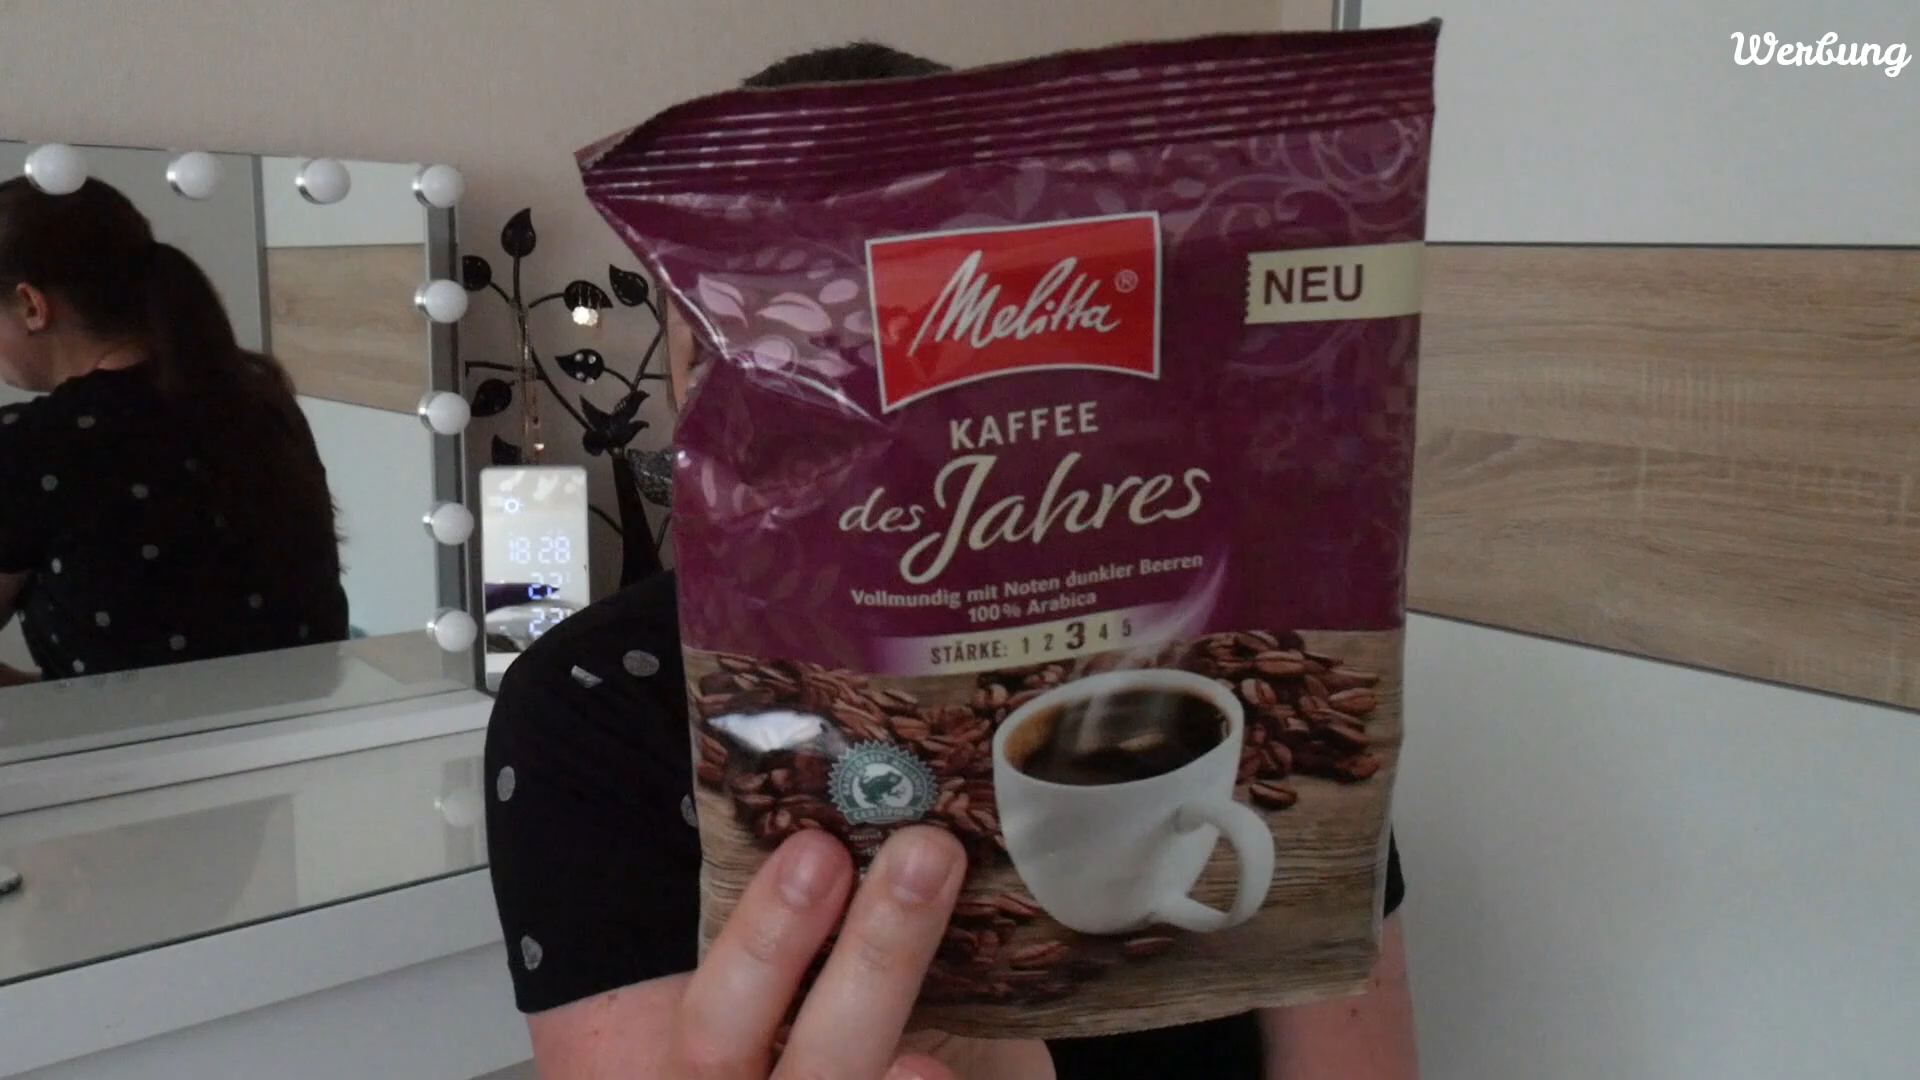 Werbung
Melitta®
NEU
KAFFEE
des Jahres
Vollmundig mit Noten dunkler Beeren
100% Arabica
STÄRKE: 1 2 3 4 5
18:28
CERTIFIED